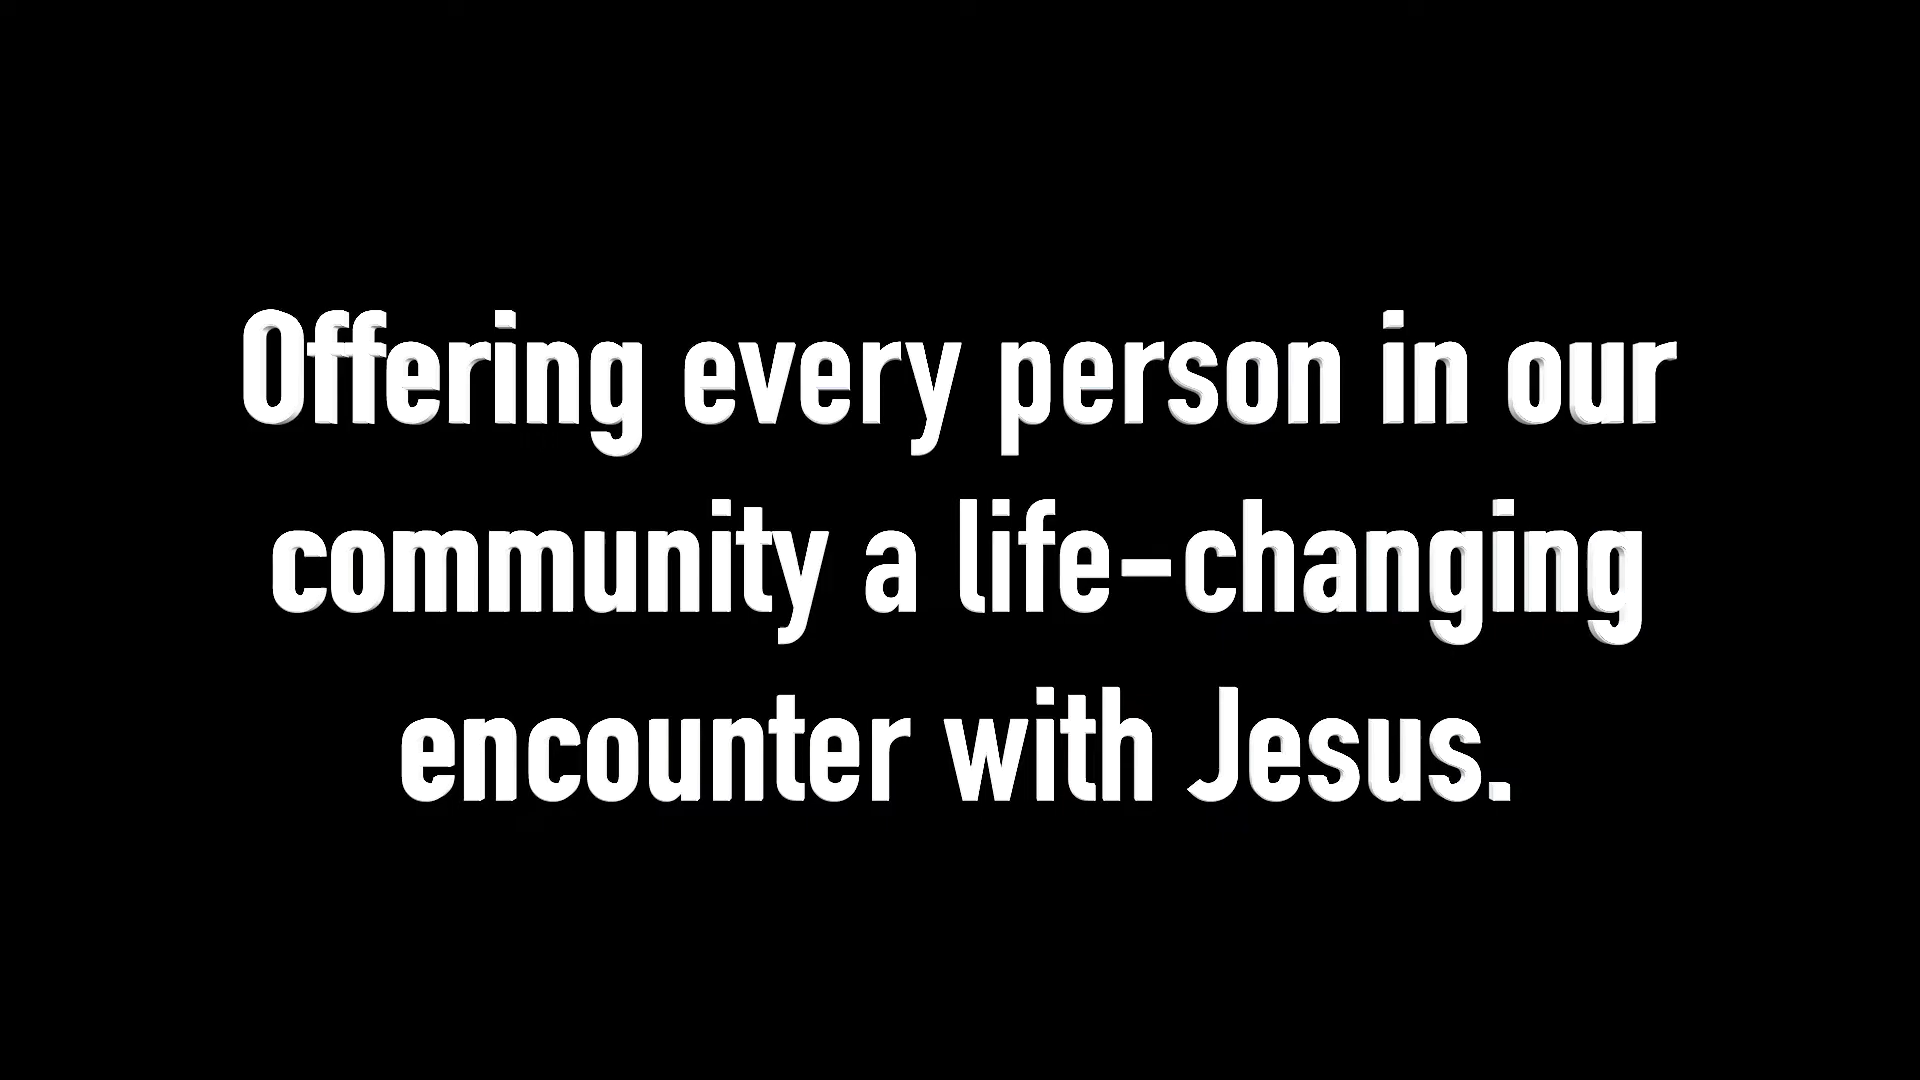 Offering every person in our
community a life-changing
encounter with Jesus.